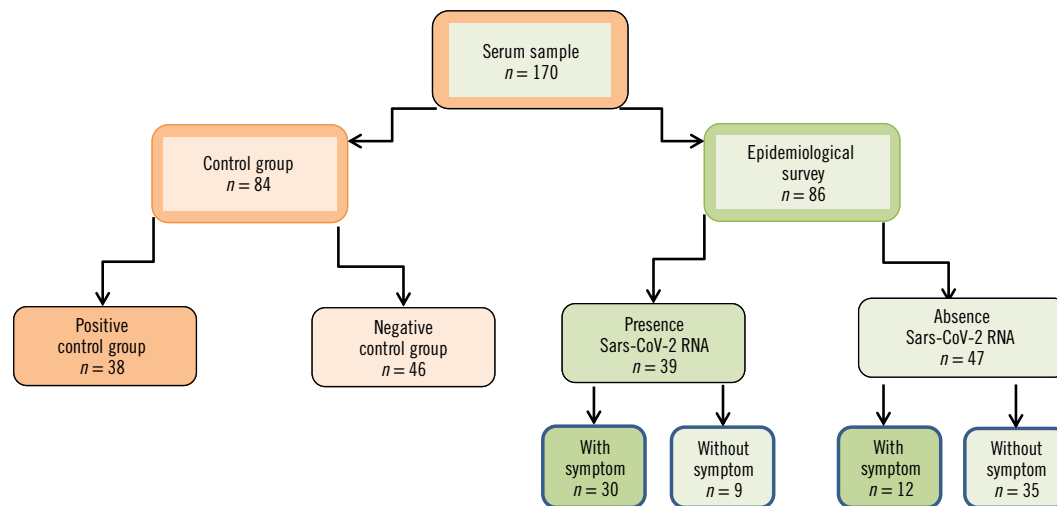 Serum sample
n = 170
Control group
n = 84
Epidemiological
survey
n = 86
Positive
control group
n = 38
Negative
control group
n = 46
Presence
Sars-CoV-2 RNA
n = 39
Absence
Sars-CoV-2 RNA
n = 47
With
symptom
n = 30
Without
symptom
n = 9
With
symptom
n = 12
Without
symptom
n = 35